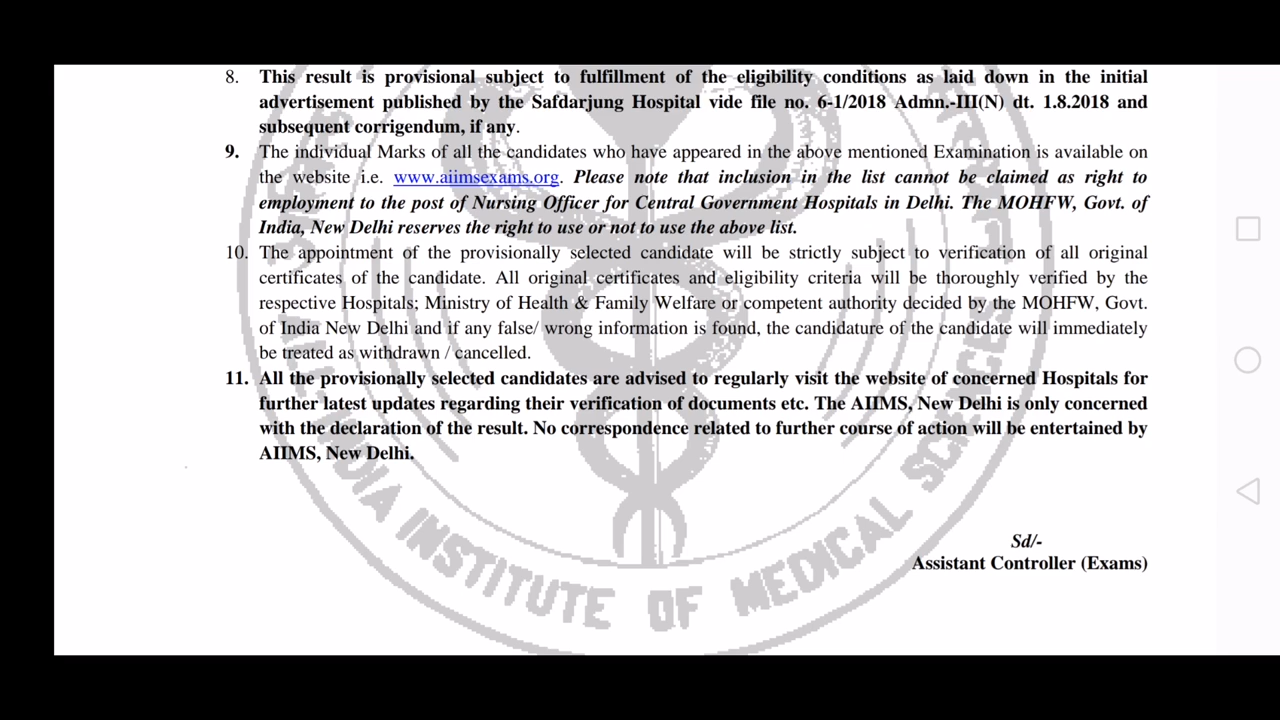 8. This result is provisional subject to fulfillment of the eligibility conditions as laid down in the initial
advertisement published by the Safdarjung Hospital vide file no. 6-1/2018 Admn.-III(N) dt. 1.8.2018 and
subsequent corrigendum, if any.
9. The individual Marks of all the candidates who have appeared in the above mentioned Examination is available on
the website i.e. www.aiimsexams.org. Please note that inclusion in the list cannot be claimed as right to
employment to the post of Nursing Officer for Central Government Hospitals in Delhi. The MOHFW, Govt. of
India, New Delhi reserves the right to use or not to use the above list.
10. The appointment of the provisionally selected candidate will be strictly subject to verification of all original
certificates of the candidate. All original certificates and eligibility criteria will be thoroughly verified by the
respective Hospitals; Ministry of Health & Family Welfare or competent authority decided by the MOHFW, Govt.
of India New Delhi and if any false/ wrong information is found, the candidature of the candidate will immediately
be treated as withdrawn / cancelled.
11. All the provisionally selected candidates are advised to regularly visit the website of concerned Hospitals for
further latest updates regarding their verification of documents etc. The AIIMS, New Delhi is only concerned
with the declaration of the result. No correspondence related to further course of action will be entertained by
AIIMS, New Delhi.
Sd/-
Assistant Controller (Exams)
INDIA INSTITUTE OF MEDICAL SCIENCES